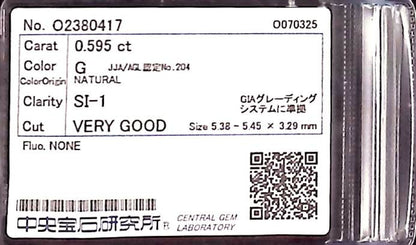 No. O2380417 O070325
Carat 0.595 ct
Color G JJA/AGL認定No.204
ColorOrigin NATURAL
Clarity SI-1 GIAグレーディング
システムに準拠
Cut VERY GOOD Size 5.38 - 5.45 × 3.29 mm
Fluo. NONE
中央宝石研究所® CENTRAL GEM
LABORATORY